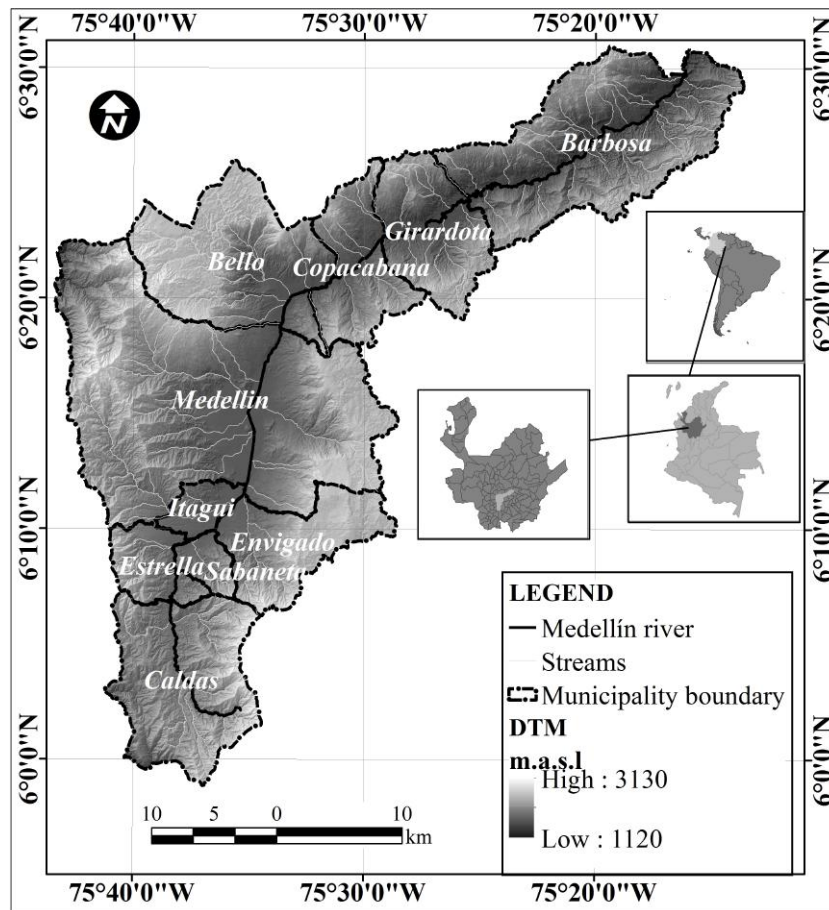 75°40'0"W 75°30'0"W 75°20'0"W
6°30'0"N 6°30'0"N
N
Barbosa
Girardota
Bello
Copacabana
6°20'0"N 6°20'0"N
Medellin
Itagui
6°10'0"N 6°10'0"N
Envigado
Estrella Sabaneta
Caldas
6°0'0"N 6°0'0"N
LEGEND
Medellín river
Streams
Municipality boundary
DTM
m.a.s.l
High : 3130
Low : 1120
10 5 0 10
km
75°40'0"W 75°30'0"W 75°20'0"W